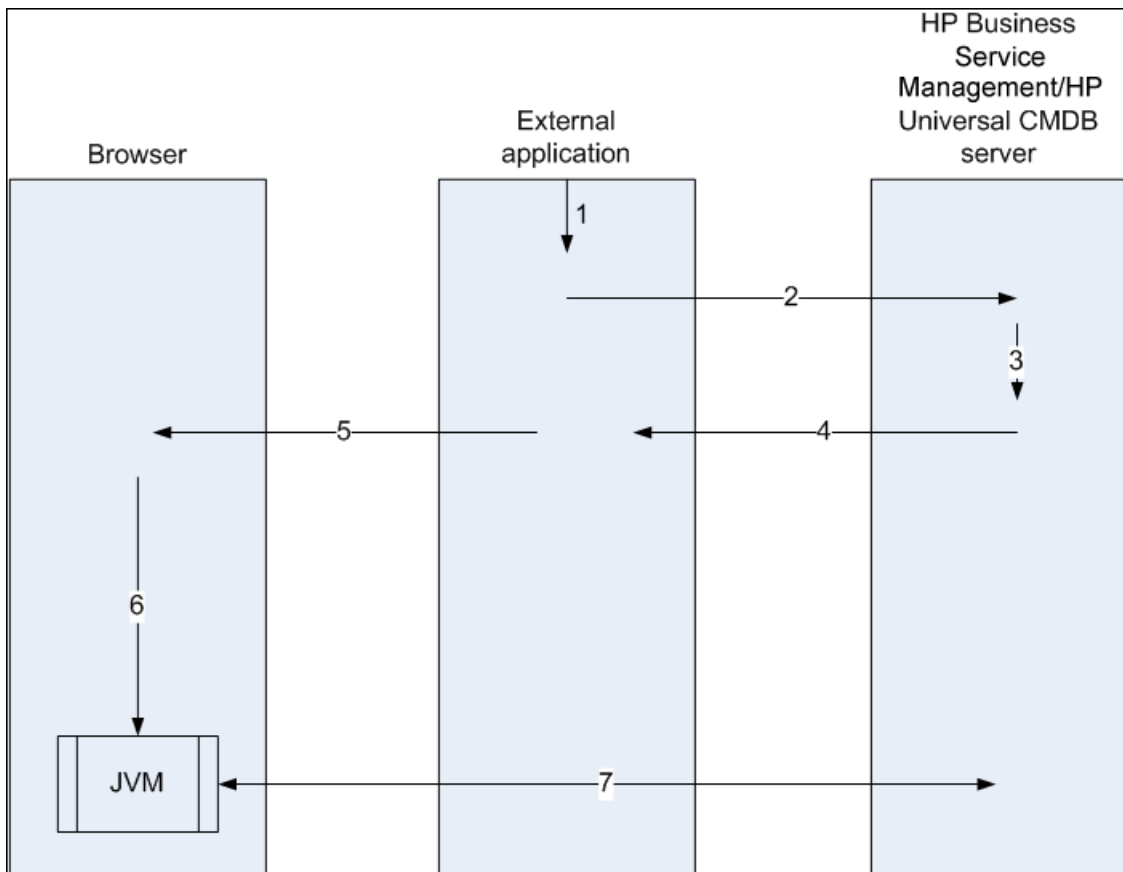 HP Business
Service
Management/HP
Universal CMDB
server
External
application
Browser
1
2
3
5
4
6
JVM
7